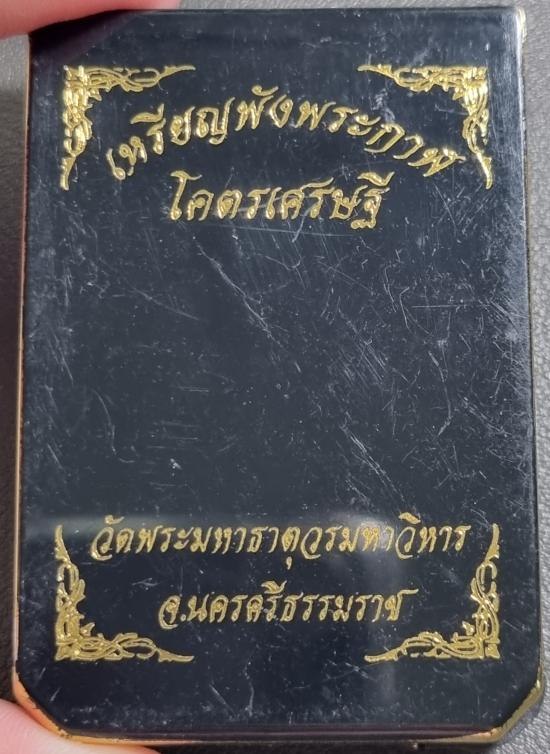 เหรียญพังพระกาฬ
โคตรเศรษฐี
วัดพระมหาธาตุวรมหาวิหาร
จ.นครศรีธรรมราช